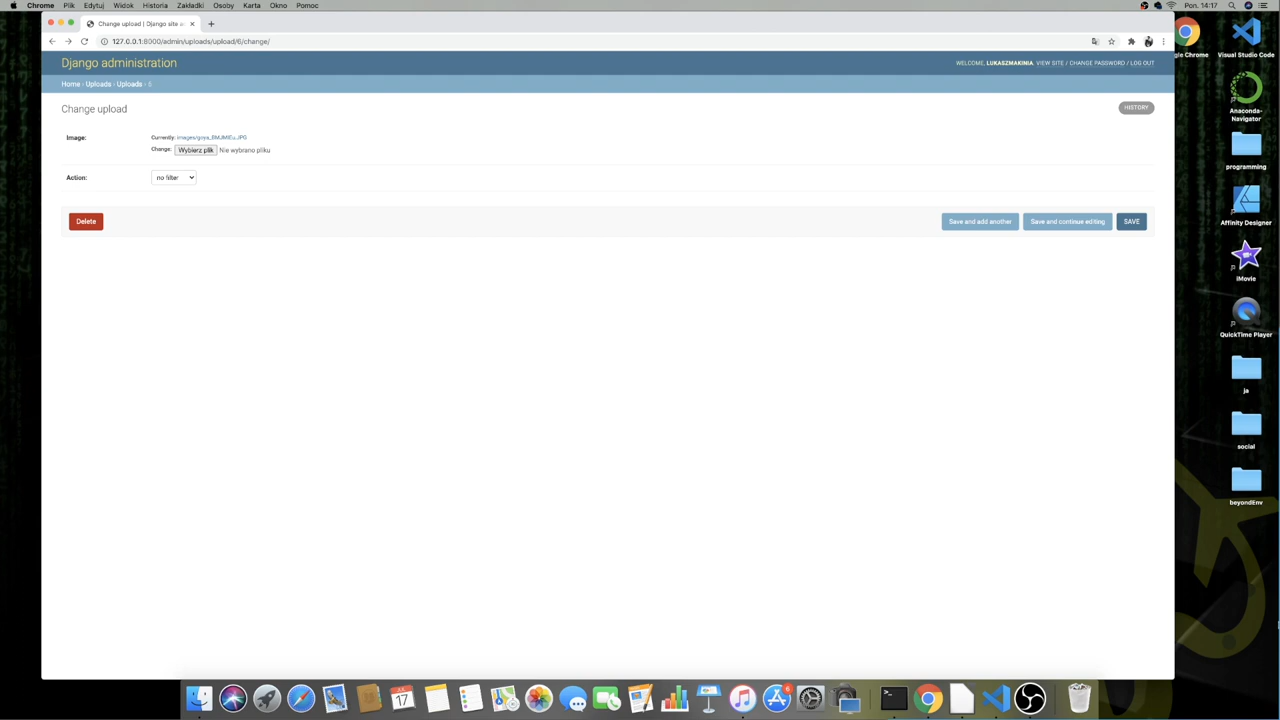 Chrome Plik Edytuj Widok Historia Zakładki Osoby Karta Okno Pomoc Pon. 14:17
Change upload | Django site a
127.0.0.1:8000/admin/uploads/upload/6/change/
Django administration
WELCOME, LUKASZMAKINIA. VIEW SITE / CHANGE PASSWORD / LOG OUT
Home › Uploads › Uploads › 6
Change upload
HISTORY
Image:
Currently:
Change: Wybierz plik Nie wybrano pliku
Action: no filter
Delete
Save and add another
Save and continue editing
SAVE
gle Chrome
Visual Studio Code
Anaconda-
Navigator
programming
Affinity Designer
iMovie
QuickTime Player
ja
social
beyondEnv
17
6